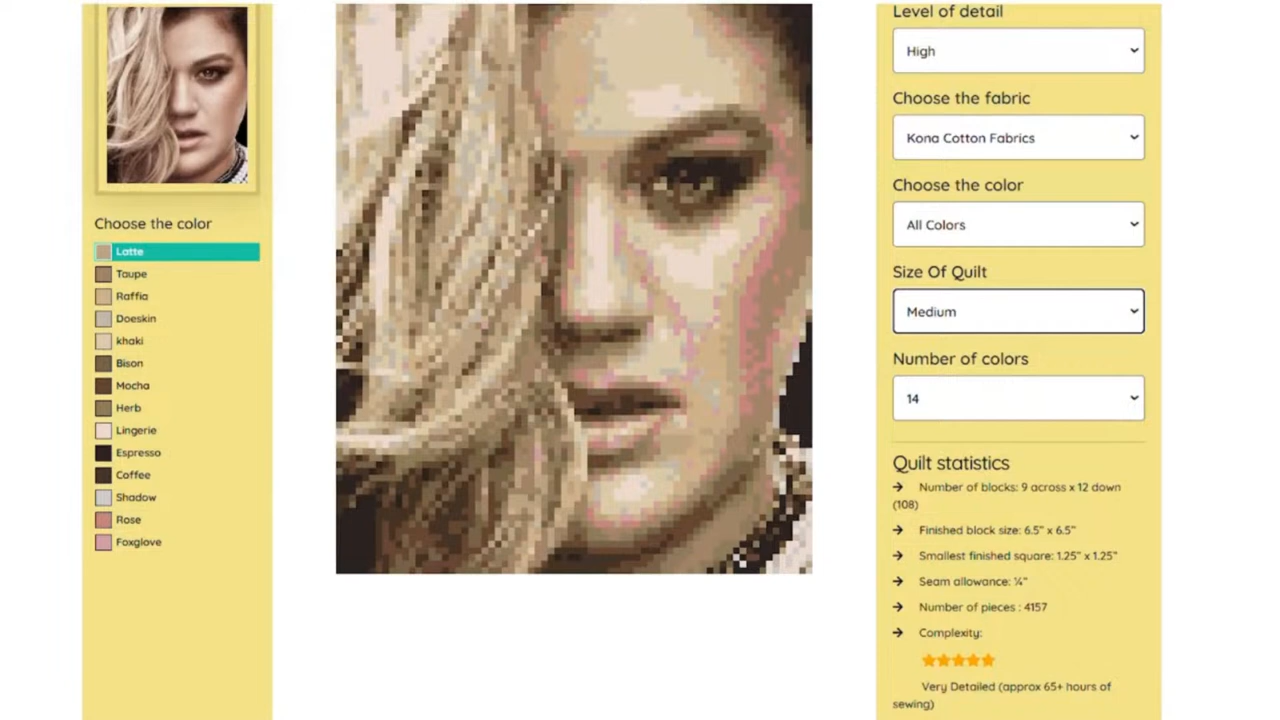 Choose the color
Latte
Taupe
Raffia
Doeskin
khaki
Bison
Mocha
Herb
Lingerie
Espresso
Coffee
Shadow
Rose
Foxglove
Level of detail
High
Choose the fabric
Kona Cotton Fabrics
Choose the color
All Colors
Size Of Quilt
Medium
Number of colors
14
Quilt statistics
Number of blocks: 9 across x 12 down
(108)
Finished block size: 6.5” x 6.5”
Smallest finished square: 1.25” x 1.25”
Seam allowance: ¼”
Number of pieces : 4157
Complexity:
Very Detailed (approx 65+ hours of
sewing)